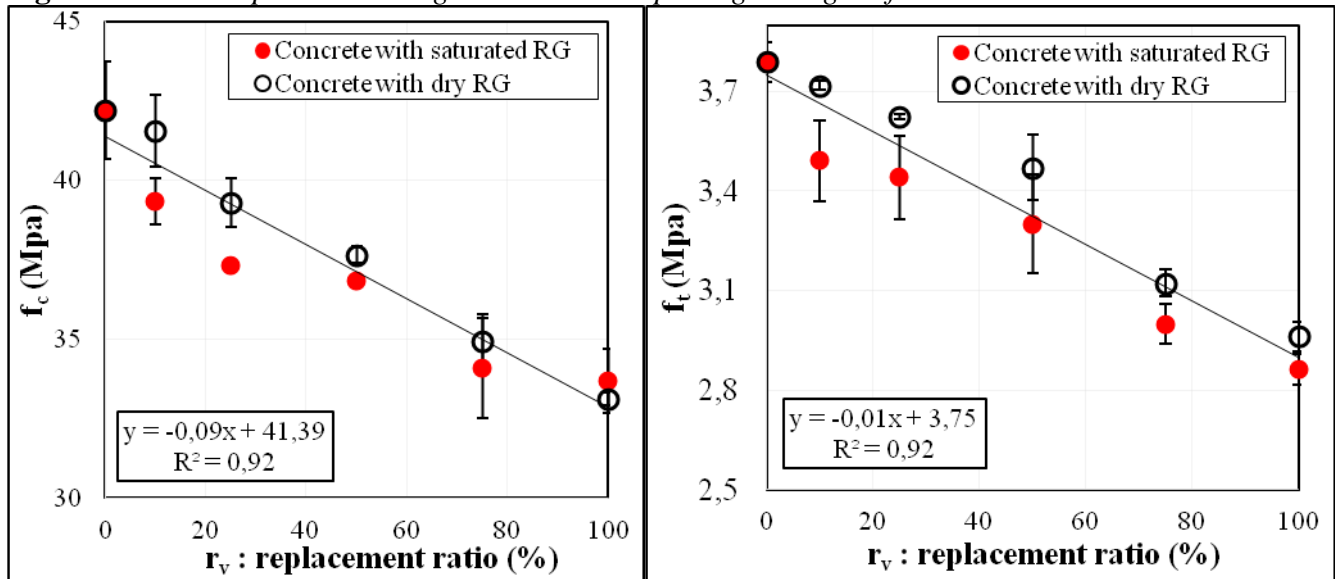 45
40
35
30
f_c (Mpa)
Concrete with saturated RG
Concrete with dry RG
y = -0,09x + 41,39
R² = 0,92
0 20 40 60 80 100
r_v : replacement ratio (%)
3,7
3,4
3,1
2,8
2,5
f_t (Mpa)
Concrete with saturated RG
Concrete with dry RG
y = -0,01x + 3,75
R² = 0,92
0 20 40 60 80 100
r_v : replacement ratio (%)